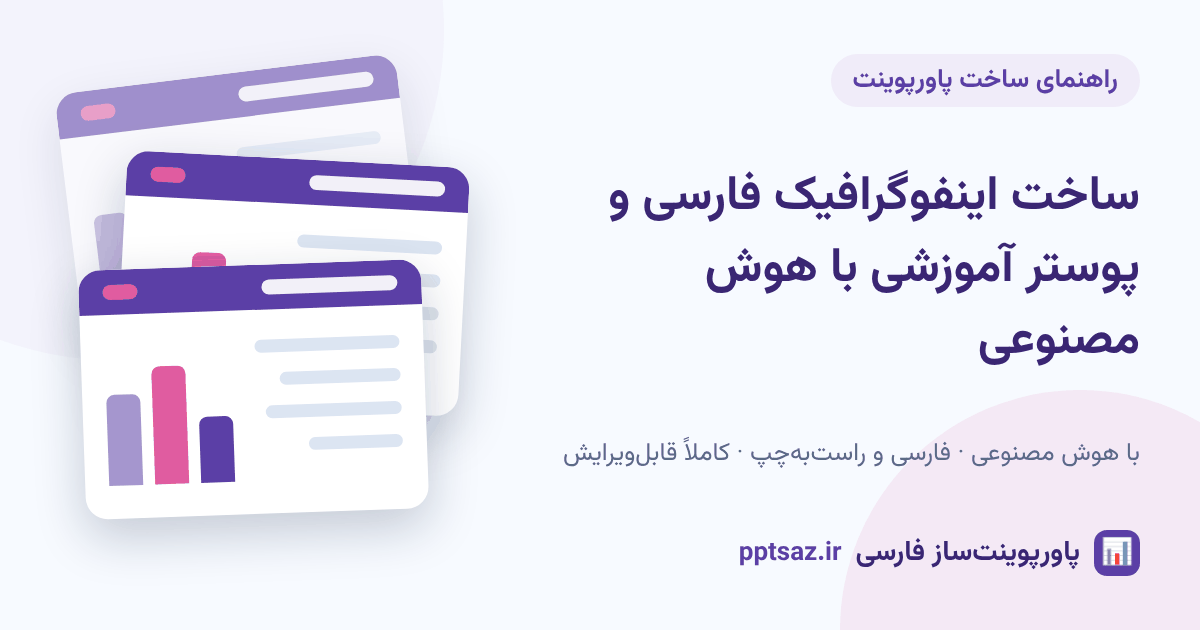 راهنمای ساخت پاورپوینت
ساخت اینفوگرافیک فارسی و
پوستر آموزشی با هوش
مصنوعی
با هوش مصنوعی · فارسی و راست‌به‌چپ · کاملاً قابل‌ویرایش
پاورپوینت‌ساز فارسی pptsaz.ir